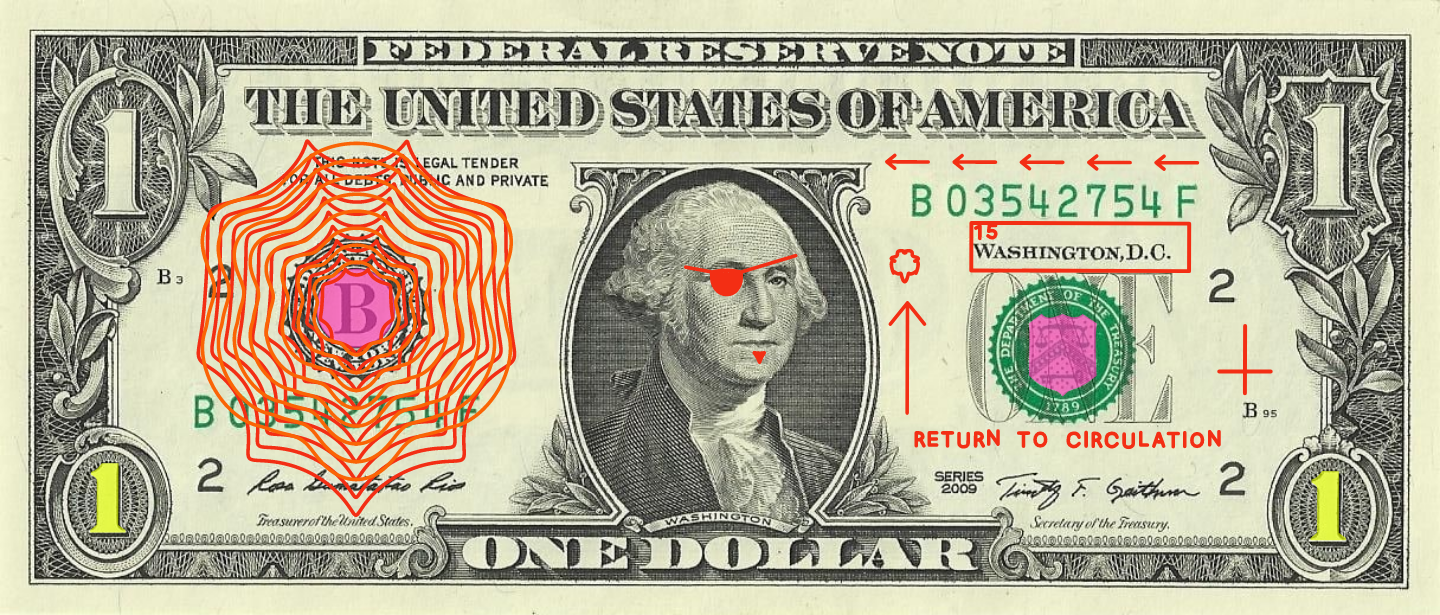 FEDERAL RESERVE NOTE
1
1
THE UNITED STATES OF AMERICA
THIS NOTE IS LEGAL TENDER
FOR ALL DEBTS, PUBLIC AND PRIVATE
B 03542754 F
15
WASHINGTON, D.C.
B 3
2
B
ONE
THE DEPARTMENT OF THE TREASURY
1789
2
B 95
B 03542754 F
RETURN TO CIRCULATION
2
Rosa Gumataotao Rios
Treasurer of the United States.
SERIES
2009
Timothy F. Geithner
Secretary of the Treasury.
2
1
1
WASHINGTON
ONE DOLLAR